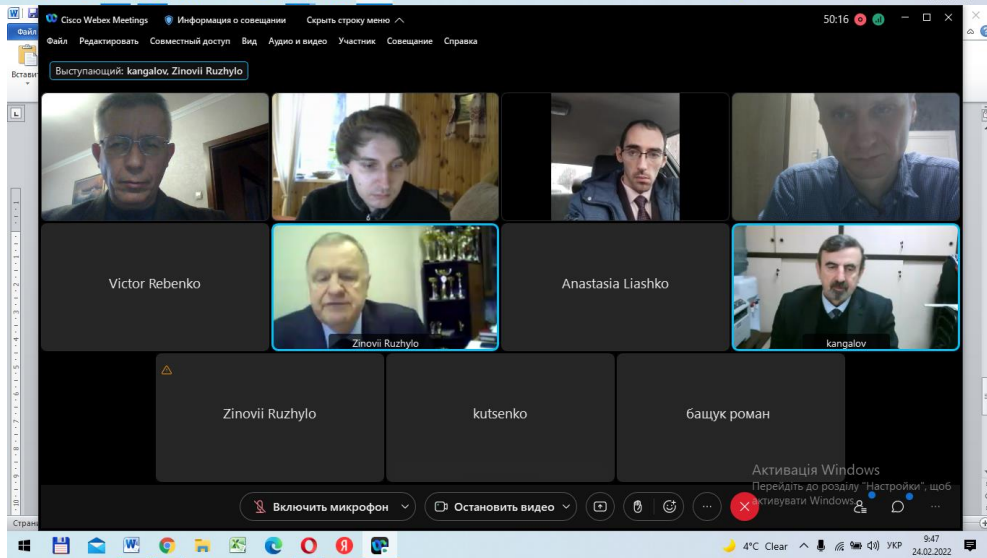 Cisco Webex Meetings Информация о совещании Скрыть строку меню 50:16
Файл
Файл Редактировать Совместный доступ Вид Аудио и видео Участник Совещание Справка
Выступающий: kangalov, Zinovii Ruzhylo
Victor Rebenko
Zinovii Ruzhylo
Anastasia Liashko
kangalov
Zinovii Ruzhylo
kutsenko
бащук роман
Активація Windows
Перейдіть до розділу "Настройки", щоб
активувати Windows.
Включить микрофон
Остановить видео
4°C Clear
УКР
9:47
24.02.2022